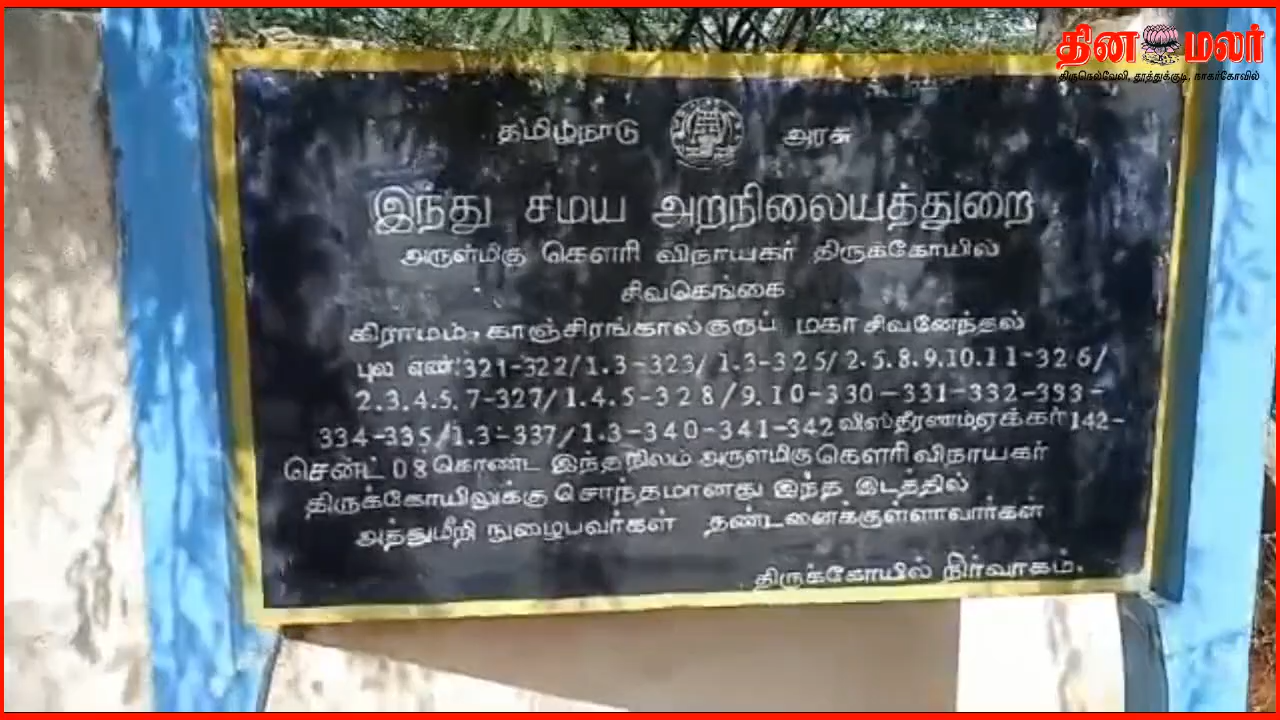 தின மலர்
திருநெல்வேலி, தூத்துக்குடி, நாகர்கோவில்
தமிழ்நாடு அரசு
இந்து சமய அறநிலையத்துறை
அருள்மிகு கௌரி விநாயகர் திருக்கோயில்
சிவகெங்கை
கிராமம், காஞ்சிரங்கால்குரூப் மகா சிவனேந்தல்
புல எண்:321-322/1.3-323/ 1.3-325/2.5.8.9.10.11-326/
2.3.4.5.7-327/1.4.5-328/9.10-330-331-332-333-
334-335/1.3-337/1.3-340-341-342 விஸ்தீரணம்ஏக்கர்142-
சென்ட் 08 கொண்ட இந்தநிலம் அருள்மிகு கௌரி விநாயகர்
திருக்கோயிலுக்கு சொந்தமானது இந்த இடத்தில்
அத்துமீறி நுழைபவர்கள் தண்டனைக்குள்ளாவார்கள்
திருக்கோயில் நிர்வாகம்.